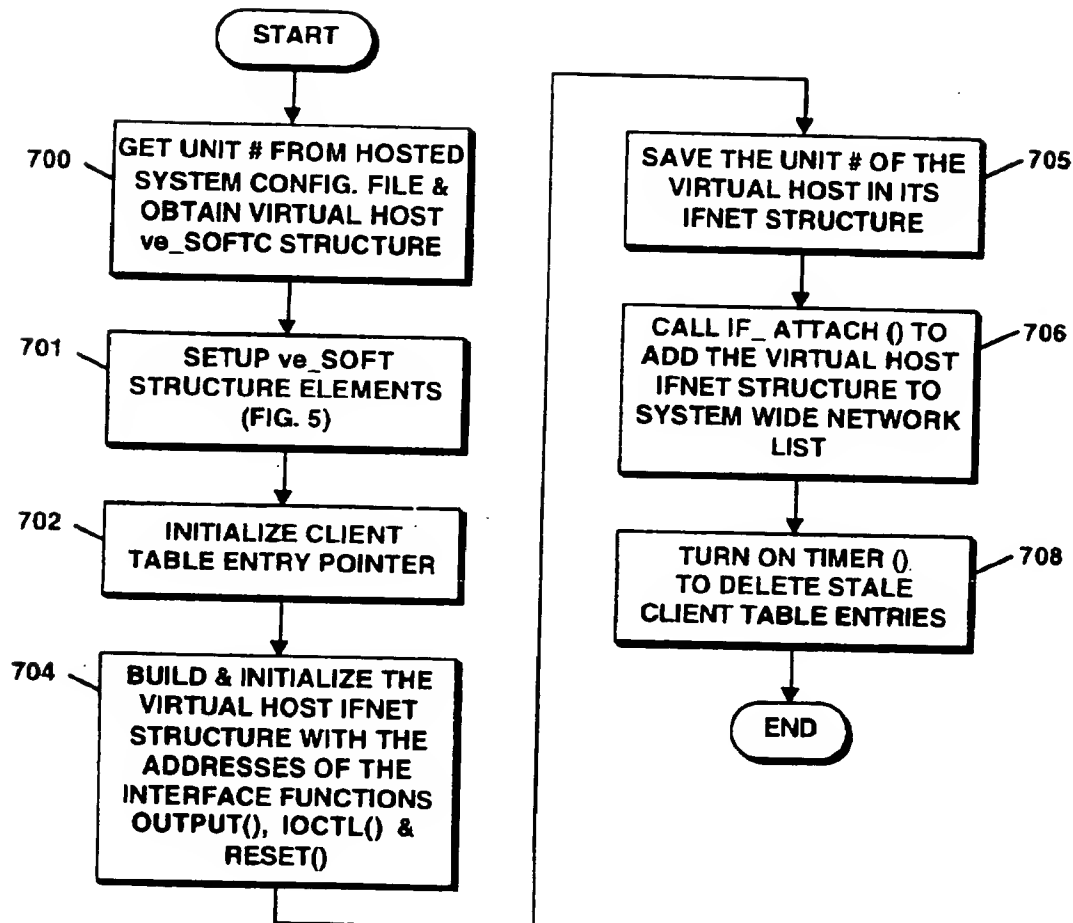 START
700
GET UNIT # FROM HOSTED
SYSTEM CONFIG. FILE &
OBTAIN VIRTUAL HOST
ve_SOFTC STRUCTURE
701
SETUP ve_SOFT
STRUCTURE ELEMENTS
(FIG. 5)
702
INITIALIZE CLIENT
TABLE ENTRY POINTER
704
BUILD & INITIALIZE THE
VIRTUAL HOST IFNET
STRUCTURE WITH THE
ADDRESSES OF THE
INTERFACE FUNCTIONS
OUTPUT(), IOCTL() &
RESET()
705
SAVE THE UNIT # OF THE
VIRTUAL HOST IN ITS
IFNET STRUCTURE
706
CALL IF_ ATTACH () TO
ADD THE VIRTUAL HOST
IFNET STRUCTURE TO
SYSTEM WIDE NETWORK
LIST
708
TURN ON TIMER ()
TO DELETE STALE
CLIENT TABLE ENTRIES
END